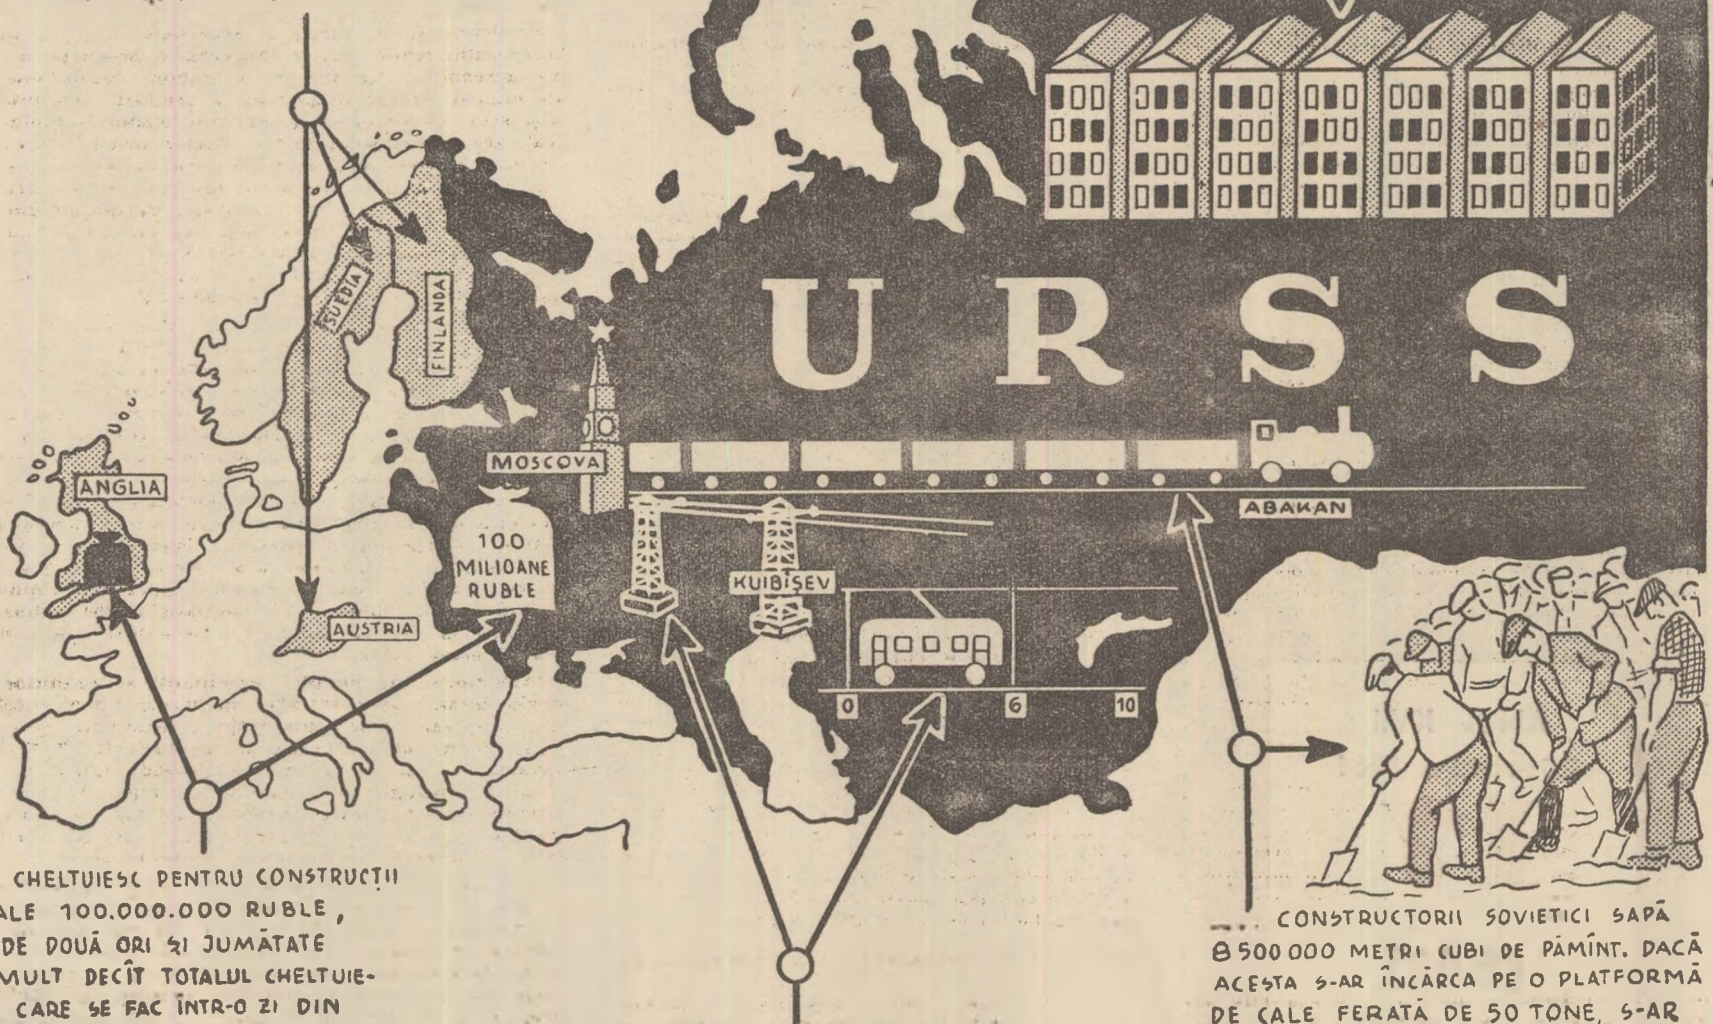 U R S S
SUEDIA
FINLANDA
MOSCOVA
ANGLIA
ABAKAN
100
MILIOANE
RUBLE
KUIBÎȘEV
AUSTRIA
0 6 10
CHELTUIESC PENTRU CONSTRUCȚII
ALE 100.000.000 RUBLE,
DE DOUĂ ORI ȘI JUMĂTATE
MULT DECÎT TOTALUL CHELTUIE-
CARE SE FAC ÎNTR-O ZI DIN
CONSTRUCTORII SOVIETICI SAPĂ
8 500 000 METRI CUBI DE PĂMÎNT. DACĂ
ACESTA S-AR ÎNCĂRCA PE O PLATFORMĂ
DE CALE FERATĂ DE 50 TONE, S-AR